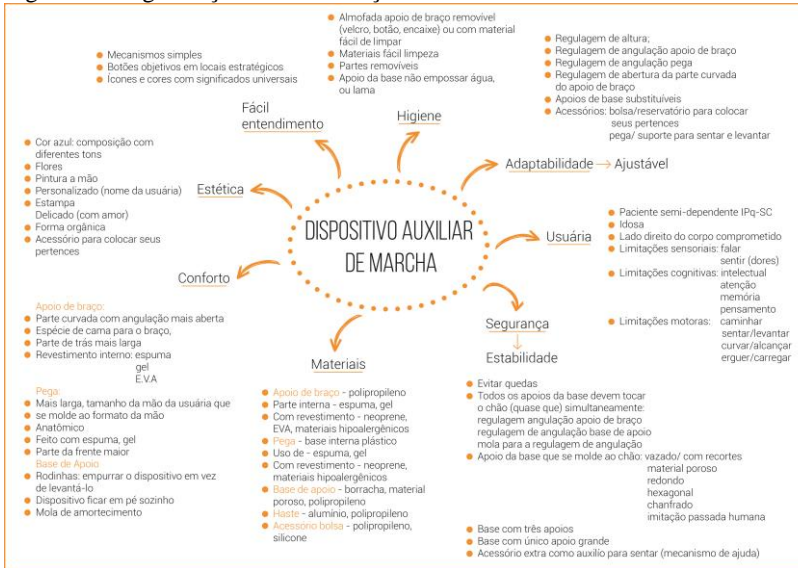 ● Mecanismos simples
● Botões objetivos em locais estratégicos
● Ícones e cores com significados universais
Fácil
entendimento
● Almofada apoio de braço removível
(velcro, botão, encaixe) ou com material
fácil de limpar
● Materiais fácil limpeza
● Partes removíveis
● Apoio da base não empossar água,
ou lama
Higiene
● Regulagem de altura;
● Regulagem de angulação apoio de braço
● Regulagem de angulação pega
● Regulagem de abertura da parte curvada
do apoio de braço
● Apoios de base substituíveis
● Acessórios: bolsa/reservatório para colocar
seus pertences
pega/ suporte para sentar e levantar
Adaptabilidade → Ajustável
● Cor azul: composição com
diferentes tons
● Flores
● Pintura a mão
● Personalizado (nome da usuária)
● Estampa
Delicado (com amor)
● Forma orgânica
● Acessório para colocar seus
pertences
Estética
DISPOSITIVO AUXILIAR
DE MARCHA
Usuária
● Paciente semi-dependente IPq-SC
● Idosa
● Lado direito do corpo comprometido
● Limitações sensoriais: falar
sentir (dores)
● Limitações cognitivas: intelectual
atenção
memória
pensamento
● Limitações motoras: caminhar
sentar/levantar
curvar/alcançar
erguer/carregar
Conforto
Apoio de braço:
● Parte curvada com angulação mais aberta
● Espécie de cama para o braço,
● Parte de trás mais larga
● Revestimento interno: espuma
gel
E.V.A
Pega:
● Mais larga, tamanho da mão da usuária que
● se molde ao formato da mão
● Anatômico
● Feito com espuma, gel
● Parte da frente maior
Base de Apoio
● Rodinhas: empurrar o dispositivo em vez
de levantá-lo
● Dispositivo ficar em pé sozinho
● Mola de amortecimento
Materiais
● Apoio de braço - polipropileno
● Parte interna - espuma, gel
● Com revestimento - neoprene,
EVA, materiais hipoalergênicos
● Pega - base interna plástico
● Uso de - espuma, gel
● Com revestimento - neoprene,
materiais hipoalergênicos
● Base de apoio - borracha, material
poroso, polipropileno
● Haste - alumínio, polipropileno
● Acessório bolsa - polipropileno,
silicone
Segurança
↓
Estabilidade
● Evitar quedas
● Todos os apoios da base devem tocar
o chão (quase que) simultaneamente:
regulagem angulação apoio de braço
regulagem de angulação base de apoio
mola para a regulagem de angulação
● Apoio da base que se molde ao chão: vazado/ com recortes
material poroso
redondo
hexagonal
chanfrado
imitação passada humana
● Base com três apoios
● Base com único apoio grande
● Acessório extra como auxílio para sentar (mecanismo de ajuda)